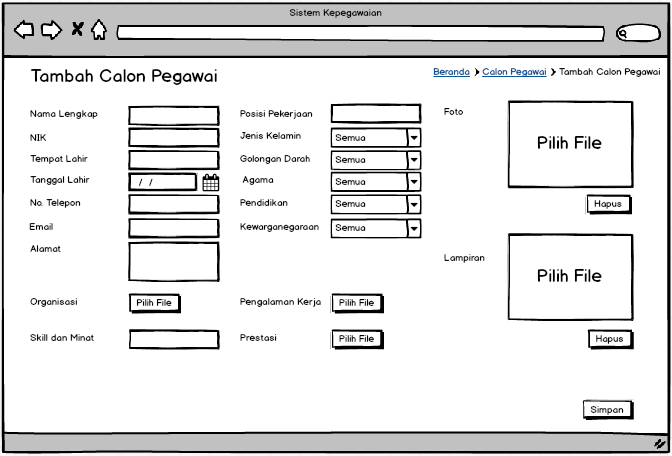 Sistem Kepegawaian
Tambah Calon Pegawai
Beranda > Calon Pegawai > Tambah Calon Pegawai
Nama Lengkap
NIK
Tempat Lahir
Tanggal Lahir / /
No. Telepon
Email
Alamat
Organisasi Pilih File
Skill dan Minat
Posisi Pekerjaan
Jenis Kelamin Semua
Golongan Darah Semua
Agama Semua
Pendidikan Semua
Kewarganegaraan Semua
Pengalaman Kerja Pilih File
Prestasi Pilih File
Foto
Pilih File
Hapus
Lampiran
Pilih File
Hapus
Simpan